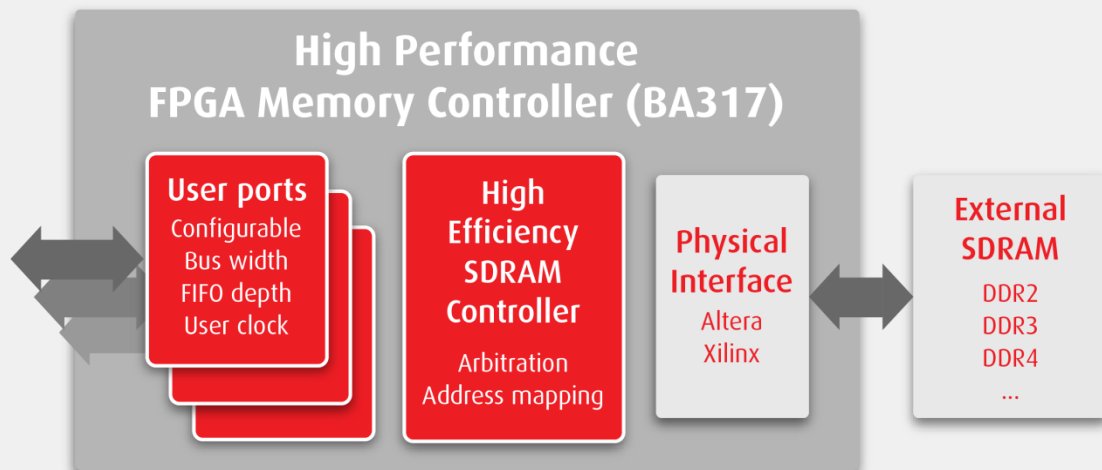 High Performance
FPGA Memory Controller (BA317)
User ports
Configurable
Bus width
FIFO depth
User clock
High
Efficiency
SDRAM
Controller
Arbitration
Address mapping
Physical
Interface
Altera
Xilinx
External
SDRAM
DDR2
DDR3
DDR4
...